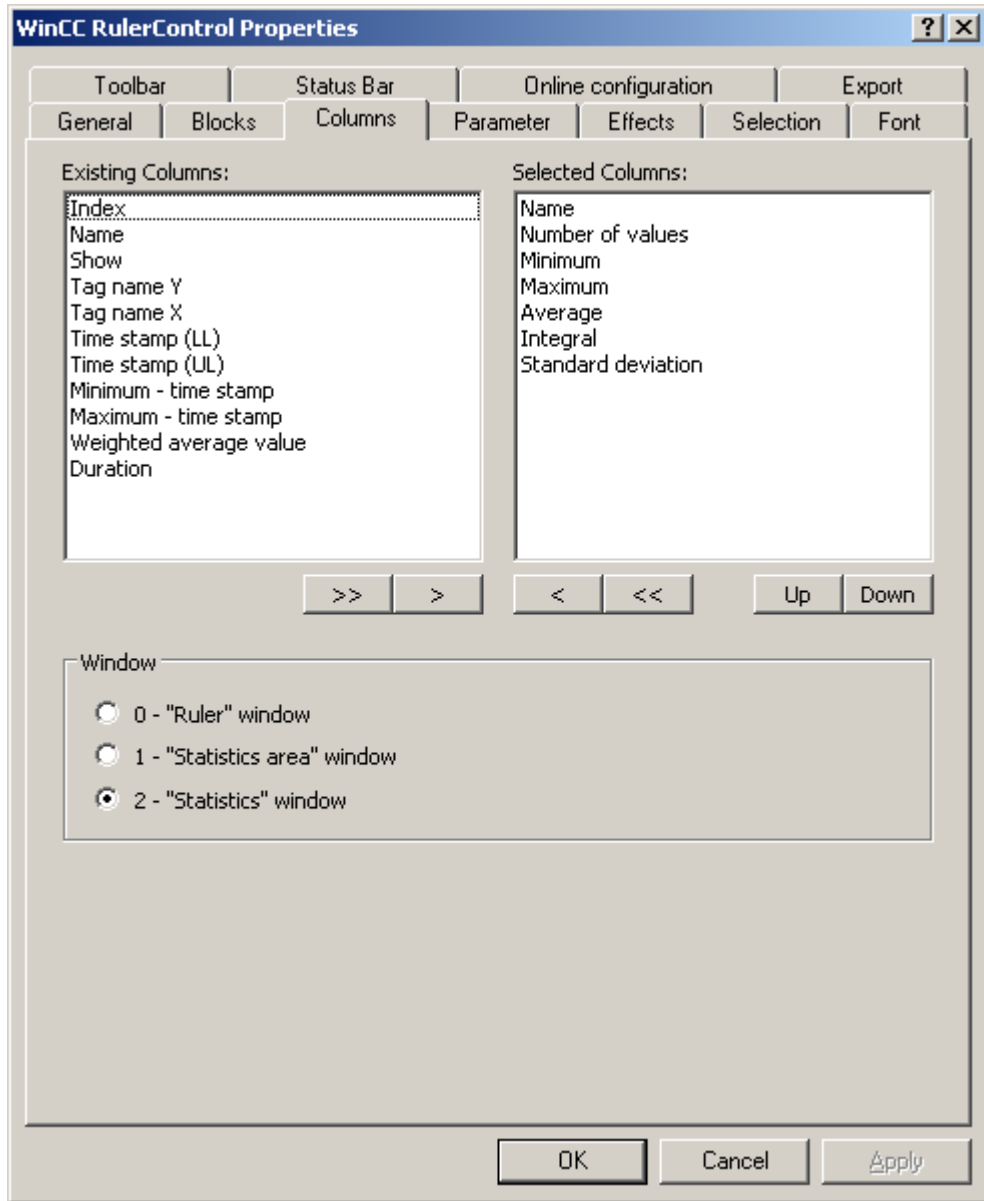 WinCC RulerControl Properties
Toolbar Status Bar Online configuration Export
General Blocks Columns Parameter Effects Selection Font
Existing Columns:
Index
Name
Show
Tag name Y
Tag name X
Time stamp (LL)
Time stamp (UL)
Minimum - time stamp
Maximum - time stamp
Weighted average value
Duration
Selected Columns:
Name
Number of values
Minimum
Maximum
Average
Integral
Standard deviation
>> > < << Up Down
Window
0 - "Ruler" window
1 - "Statistics area" window
2 - "Statistics" window
OK Cancel Apply